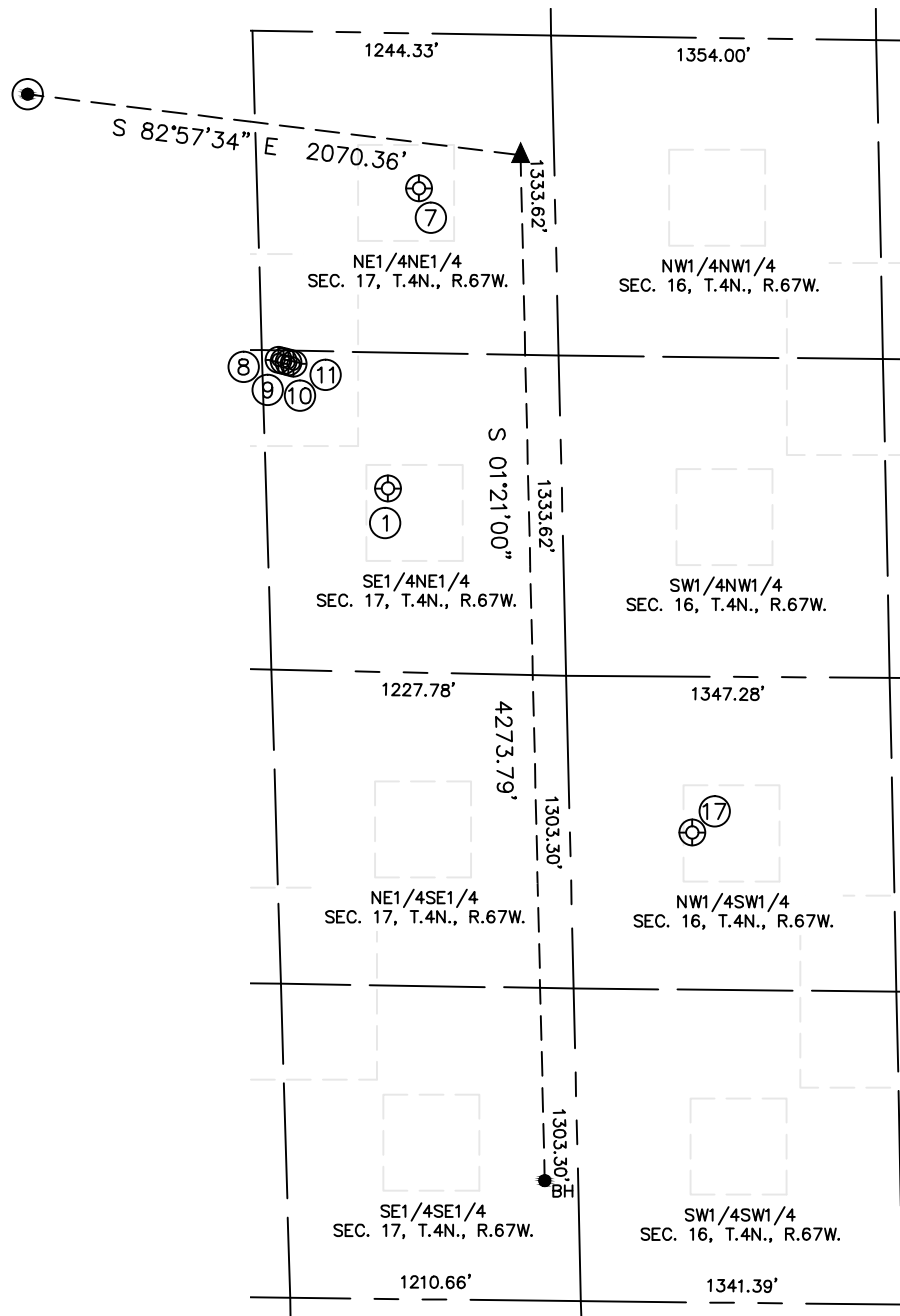 1244.33'
1354.00'
S 82°57'34" E 2070.36'
1333.62'
7
NE1/4NE1/4
SEC. 17, T.4N., R.67W.
NW1/4NW1/4
SEC. 16, T.4N., R.67W.
8
9
10
11
S 01°21'00"
1333.62'
1
SE1/4NE1/4
SEC. 17, T.4N., R.67W.
SW1/4NW1/4
SEC. 16, T.4N., R.67W.
1227.78'
1347.28'
4273.79'
1303.30'
17
NE1/4SE1/4
SEC. 17, T.4N., R.67W.
NW1/4SW1/4
SEC. 16, T.4N., R.67W.
1303.30'
BH
SE1/4SE1/4
SEC. 17, T.4N., R.67W.
SW1/4SW1/4
SEC. 16, T.4N., R.67W.
1210.66'
1341.39'